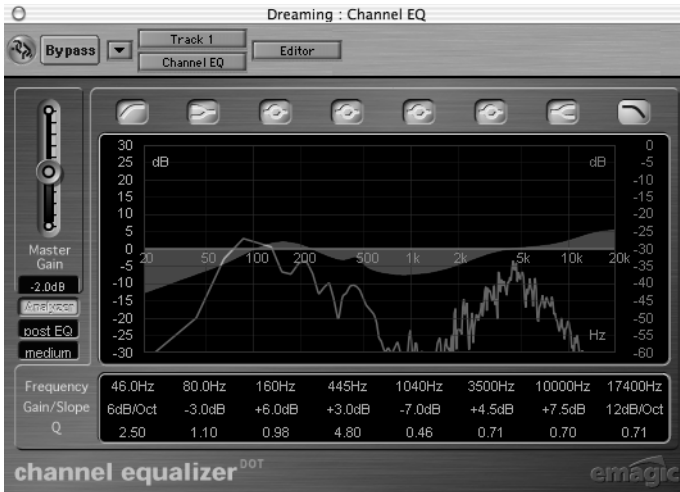 Dreaming : Channel EQ
Bypass
Track 1
Channel EQ
Editor
30 dB dB 0
25 -5
20 -10
15 -15
10 -20
5 -25
0 20 50 100 200 500 1k 2k 5k 10k 20k -30
-5 -35
-10 -40
-15 -45
-20 -50
-25 Hz -55
-30 -60
Master
Gain
-2.0dB
Analyzer
post EQ
medium
Frequency 46.0Hz 80.0Hz 160Hz 445Hz 1040Hz 3500Hz 10000Hz 17400Hz
Gain/Slope 6dB/Oct -3.0dB +6.0dB +3.0dB -7.0dB +4.5dB +7.5dB 12dB/Oct
Q 2.50 1.10 0.98 4.80 0.46 0.71 0.70 0.71
channel equalizer DOT
emagic